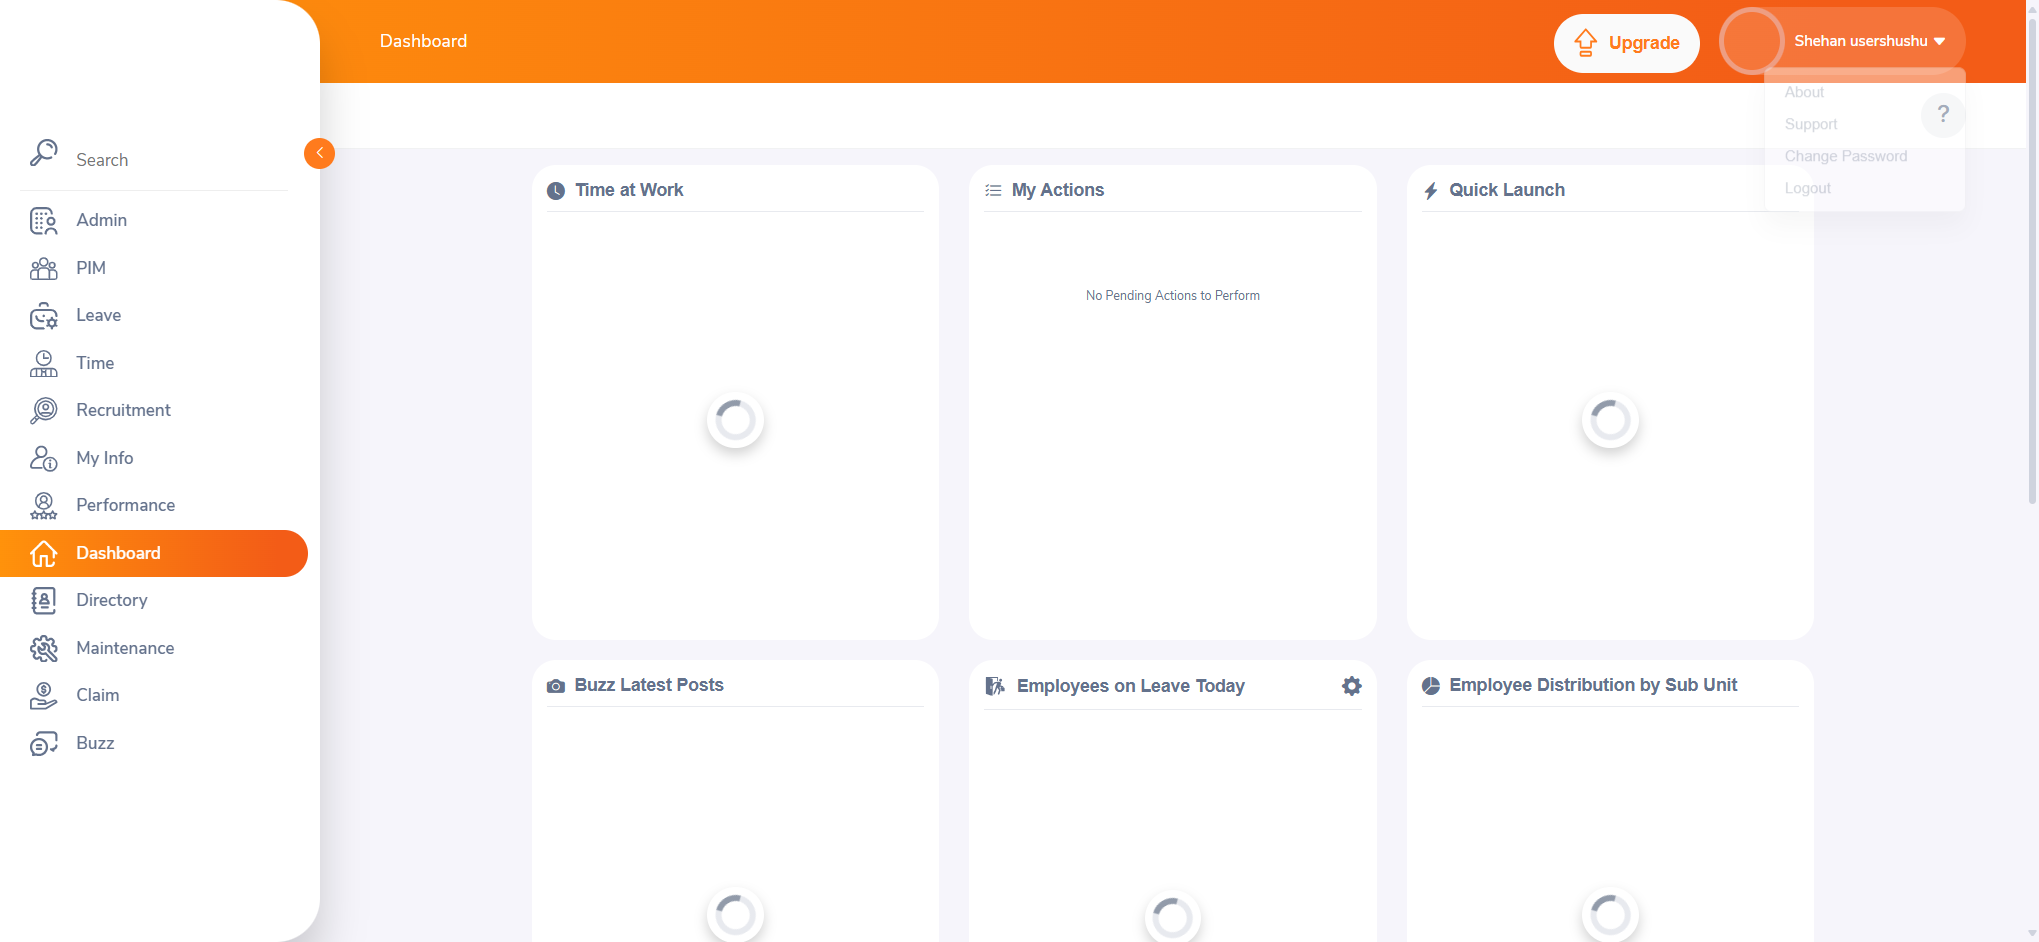 Dashboard
Upgrade
Shehan usershushu
About
Support
Change Password
Logout
?
Search
Admin
PIM
Leave
Time
Recruitment
My Info
Performance
Dashboard
Directory
Maintenance
Claim
Buzz
Time at Work
My Actions
No Pending Actions to Perform
Quick Launch
Buzz Latest Posts
Employees on Leave Today
Employee Distribution by Sub Unit